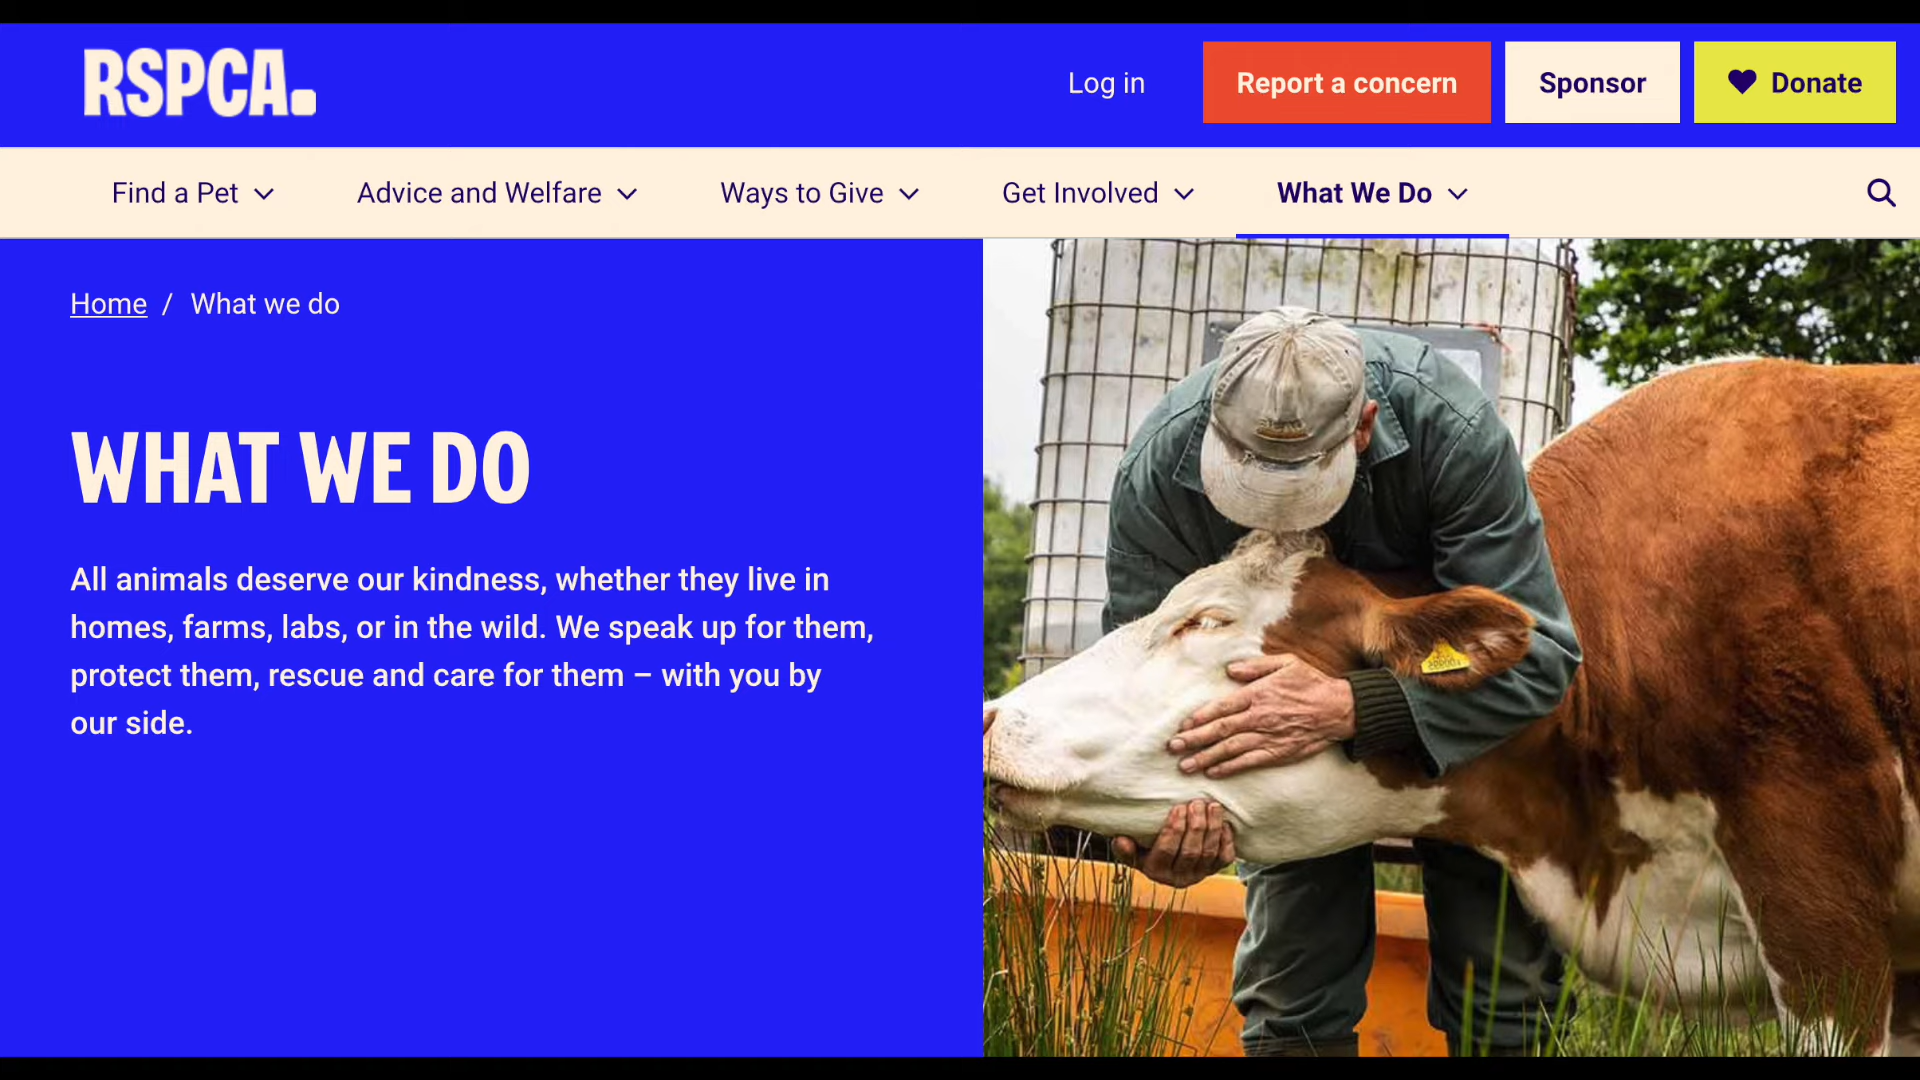 RSPCA.
Log in
Report a concern
Sponsor
Donate
Find a Pet
Advice and Welfare
Ways to Give
Get Involved
What We Do
Home / What we do
WHAT WE DO
All animals deserve our kindness, whether they live in
homes, farms, labs, or in the wild. We speak up for them,
protect them, rescue and care for them – with you by
our side.